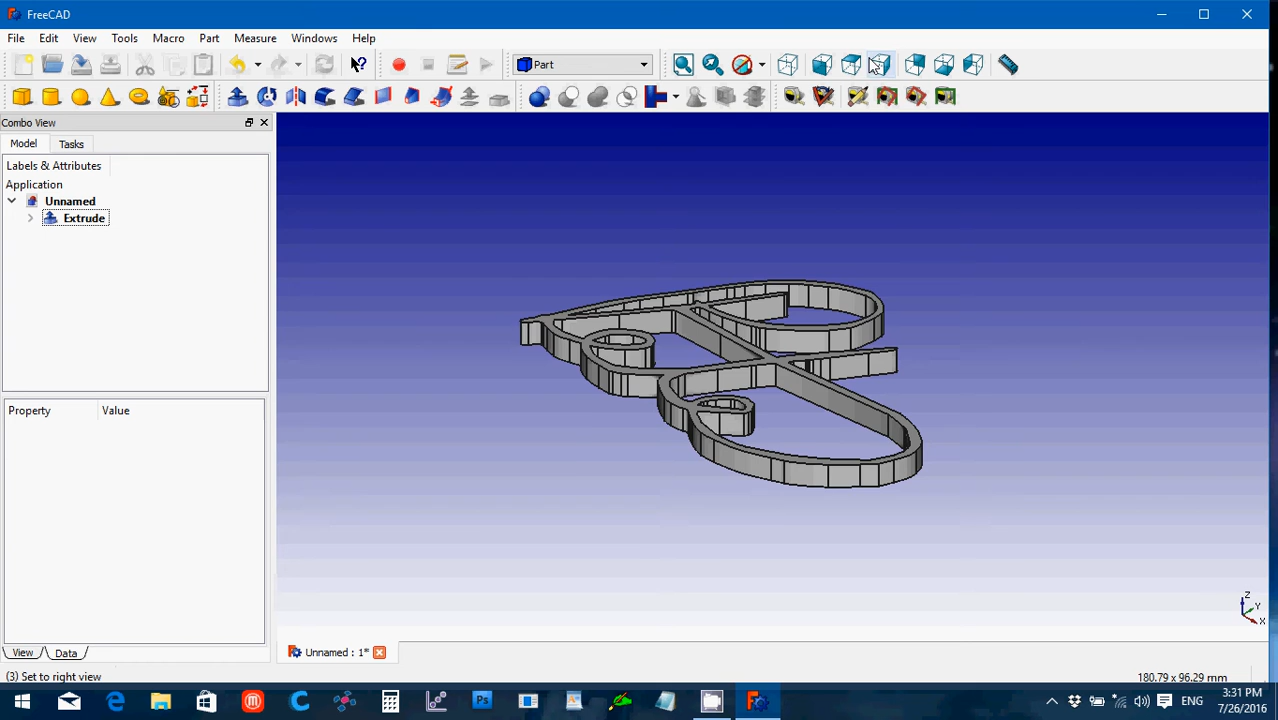 FreeCAD
File Edit View Tools Macro Part Measure Windows Help
Part
Combo View
Model Tasks
Labels & Attributes
Application
Unnamed
Extrude
Property Value
View Data
Unnamed : 1*
Z
Y
X
(3) Set to right view
180.79 x 96.29 mm
Ps
ENG
3:31 PM
7/26/2016